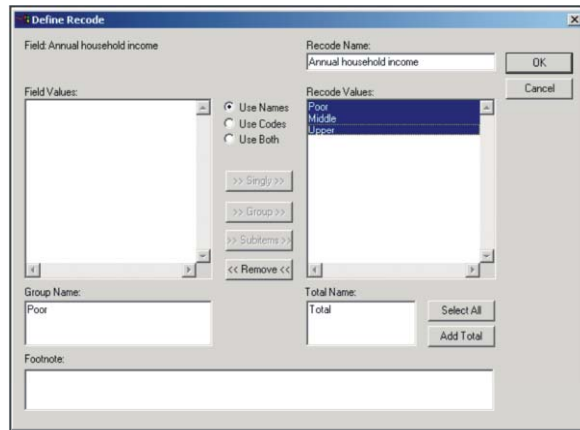 Define Recode
Field: Annual household income
Recode Name:
Annual household income
OK
Cancel
Field Values:
Use Names
Use Codes
Use Both
>> Singly >>
>> Group >>
>> Subitems >>
<< Remove <<
Recode Values:
Poor
Middle
Upper
Group Name:
Poor
Total Name:
Total
Select All
Add Total
Footnote: